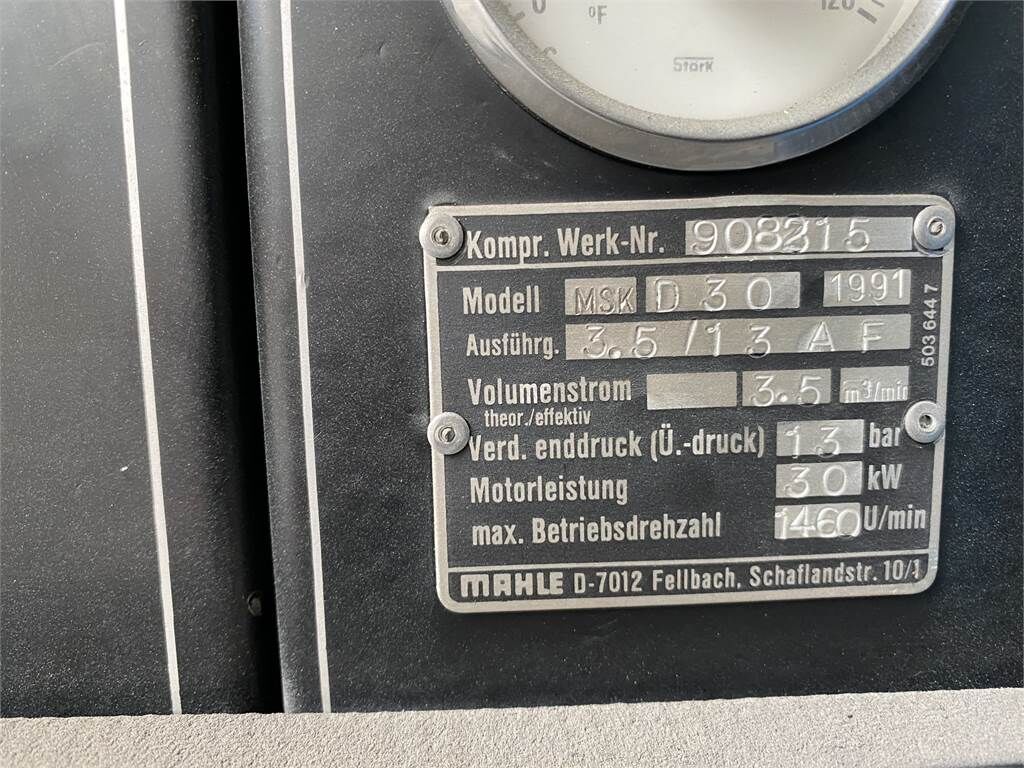 0 °F 120
Stork
Kompr. Werk-Nr. 908215
Modell MSK D 30 1991
Ausführg. 3.5/13 A F
Volumenstrom 3.5 m³/min
theor./effektiv
Verd. enddruck (Ü.-druck) 13 bar
Motorleistung 30 kW
max. Betriebsdrehzahl 1460 U/min
MAHLE D-7012 Fellbach, Schaflandstr. 10/1
503 644 7